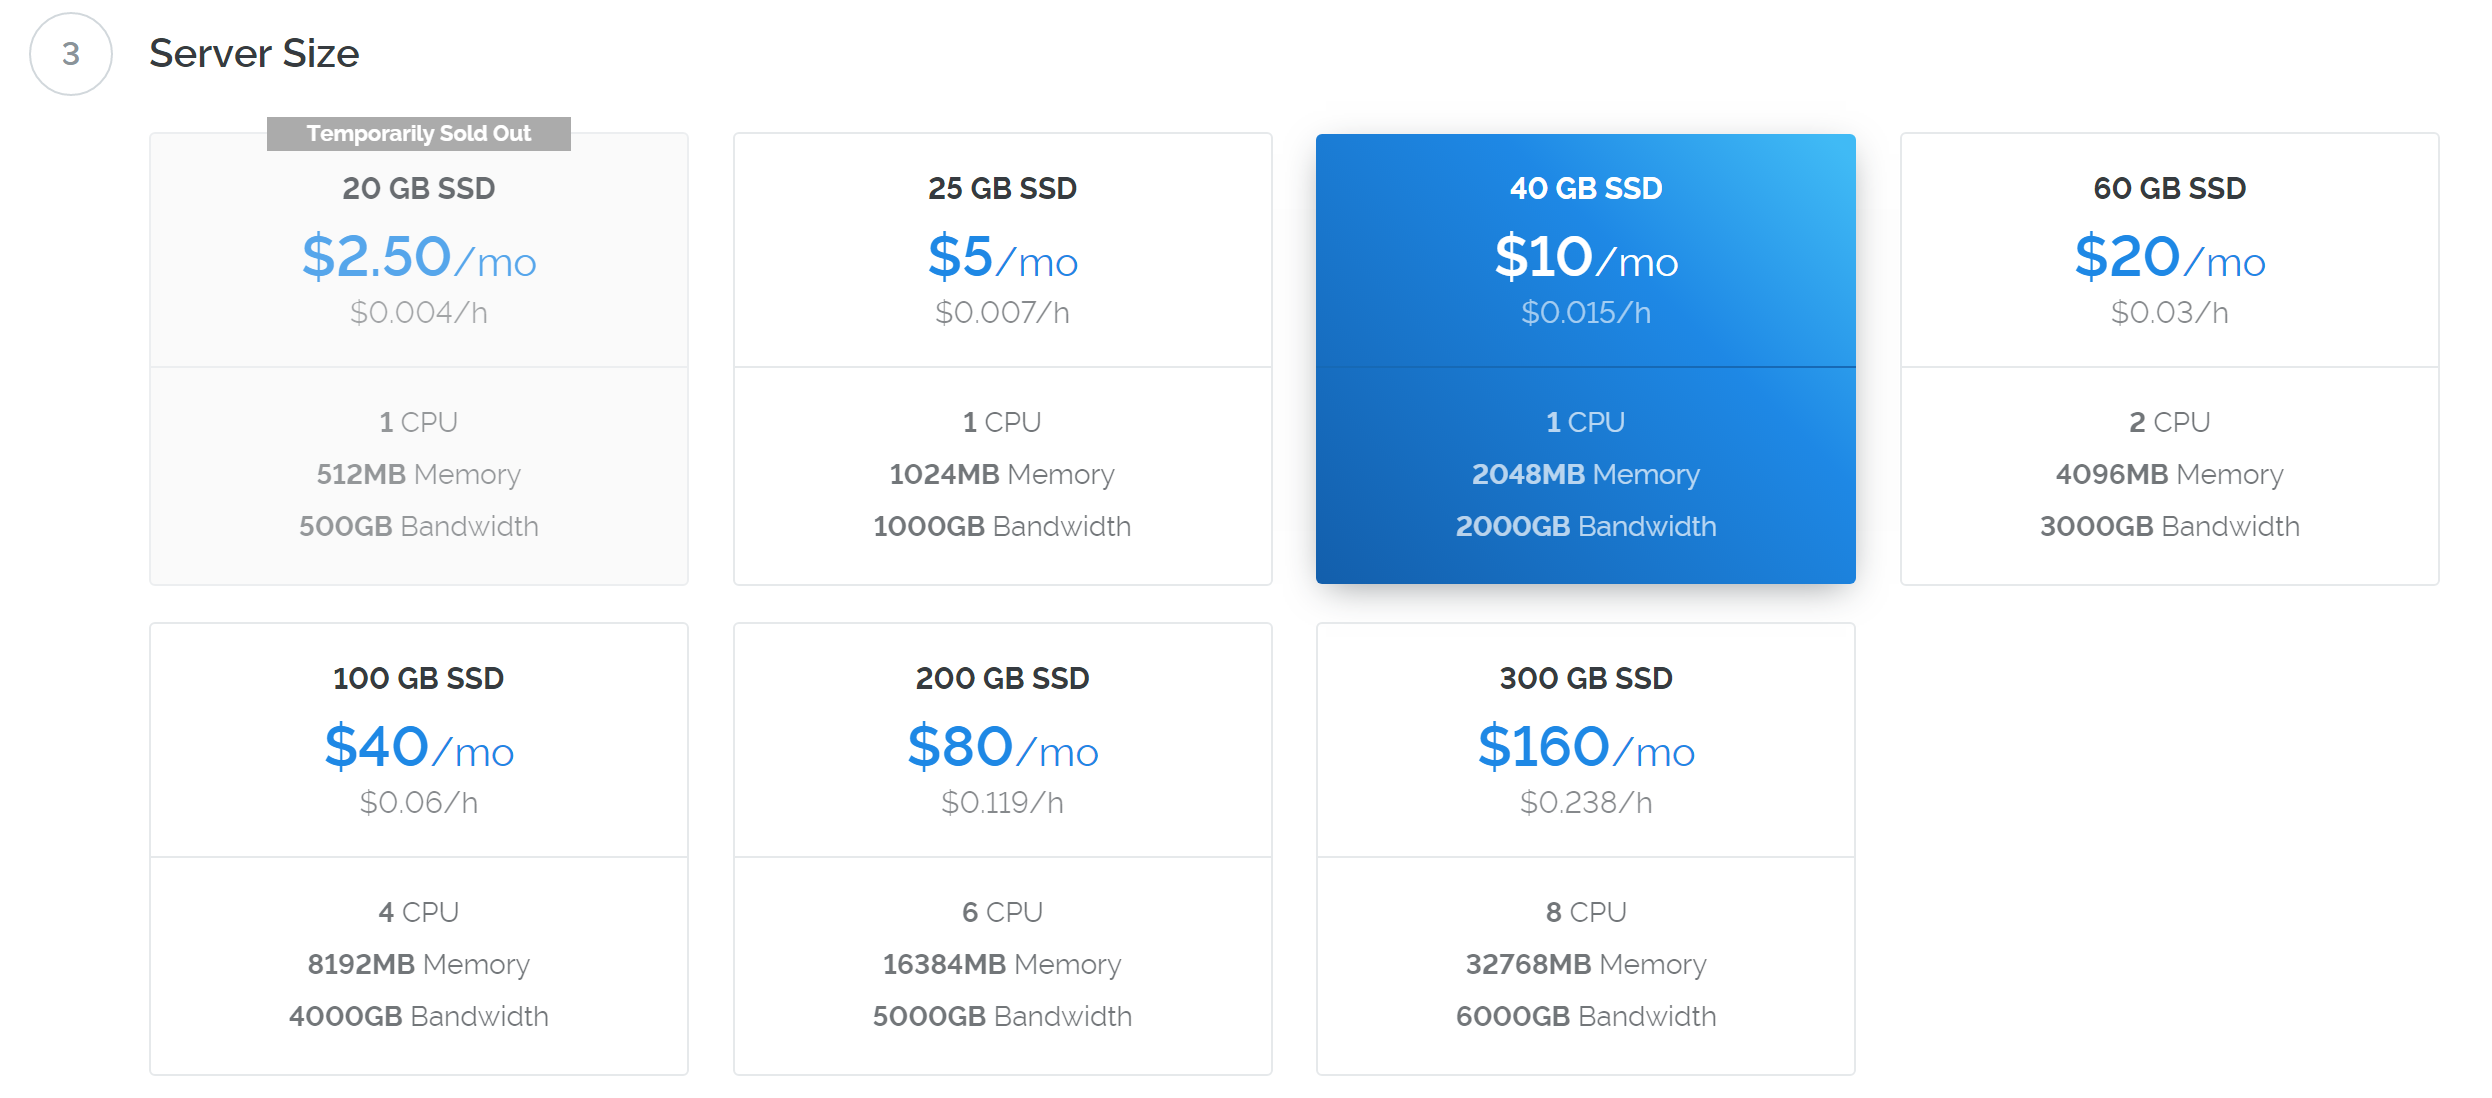 3
Server Size
Temporarily Sold Out
20 GB SSD
$2.50/mo
$0.004/h
1 CPU
512MB Memory
500GB Bandwidth
25 GB SSD
$5/mo
$0.007/h
1 CPU
1024MB Memory
1000GB Bandwidth
40 GB SSD
$10/mo
$0.015/h
1 CPU
2048MB Memory
2000GB Bandwidth
60 GB SSD
$20/mo
$0.03/h
2 CPU
4096MB Memory
3000GB Bandwidth
100 GB SSD
$40/mo
$0.06/h
4 CPU
8192MB Memory
4000GB Bandwidth
200 GB SSD
$80/mo
$0.119/h
6 CPU
16384MB Memory
5000GB Bandwidth
300 GB SSD
$160/mo
$0.238/h
8 CPU
32768MB Memory
6000GB Bandwidth